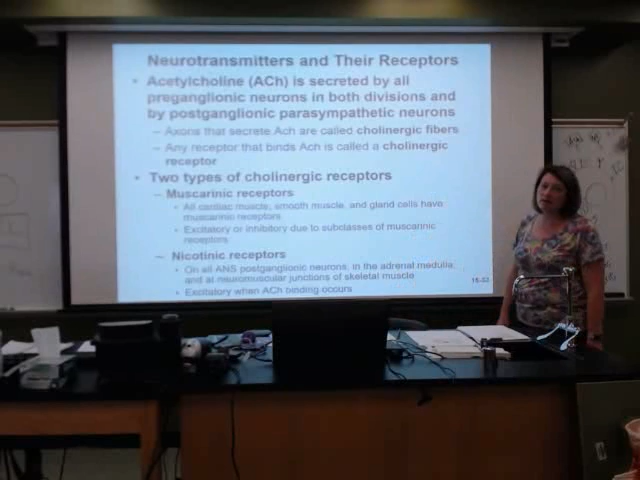 Neurotransmitters and Their Receptors
• Acetylcholine (ACh) is secreted by all
preganglionic neurons in both divisions and
by postganglionic parasympathetic neurons
– Axons that secrete Ach are called cholinergic fibers
– Any receptor that binds Ach is called a cholinergic
receptor
• Two types of cholinergic receptors
– Muscarinic receptors
• All cardiac muscle, smooth muscle, and gland cells have
muscarinic receptors
• Excitatory or inhibitory due to subclasses of muscarinic
receptors
– Nicotinic receptors
• On all ANS postganglionic neurons, in the adrenal medulla,
and at neuromuscular junctions of skeletal muscle
• Excitatory when ACh binding occurs